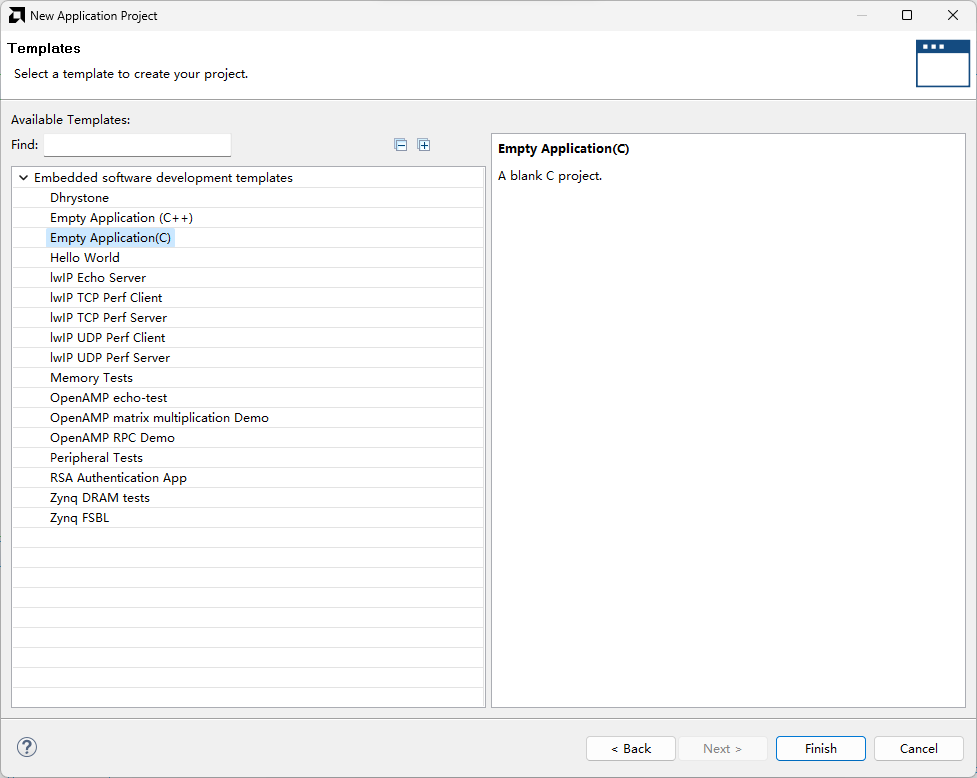 New Application Project
Templates
Select a template to create your project.
Available Templates:
Find:
Embedded software development templates
Dhrystone
Empty Application (C++)
Empty Application(C)
Hello World
lwIP Echo Server
lwIP TCP Perf Client
lwIP TCP Perf Server
lwIP UDP Perf Client
lwIP UDP Perf Server
Memory Tests
OpenAMP echo-test
OpenAMP matrix multiplication Demo
OpenAMP RPC Demo
Peripheral Tests
RSA Authentication App
Zynq DRAM tests
Zynq FSBL
Empty Application(C)
A blank C project.
?
< Back
Next >
Finish
Cancel